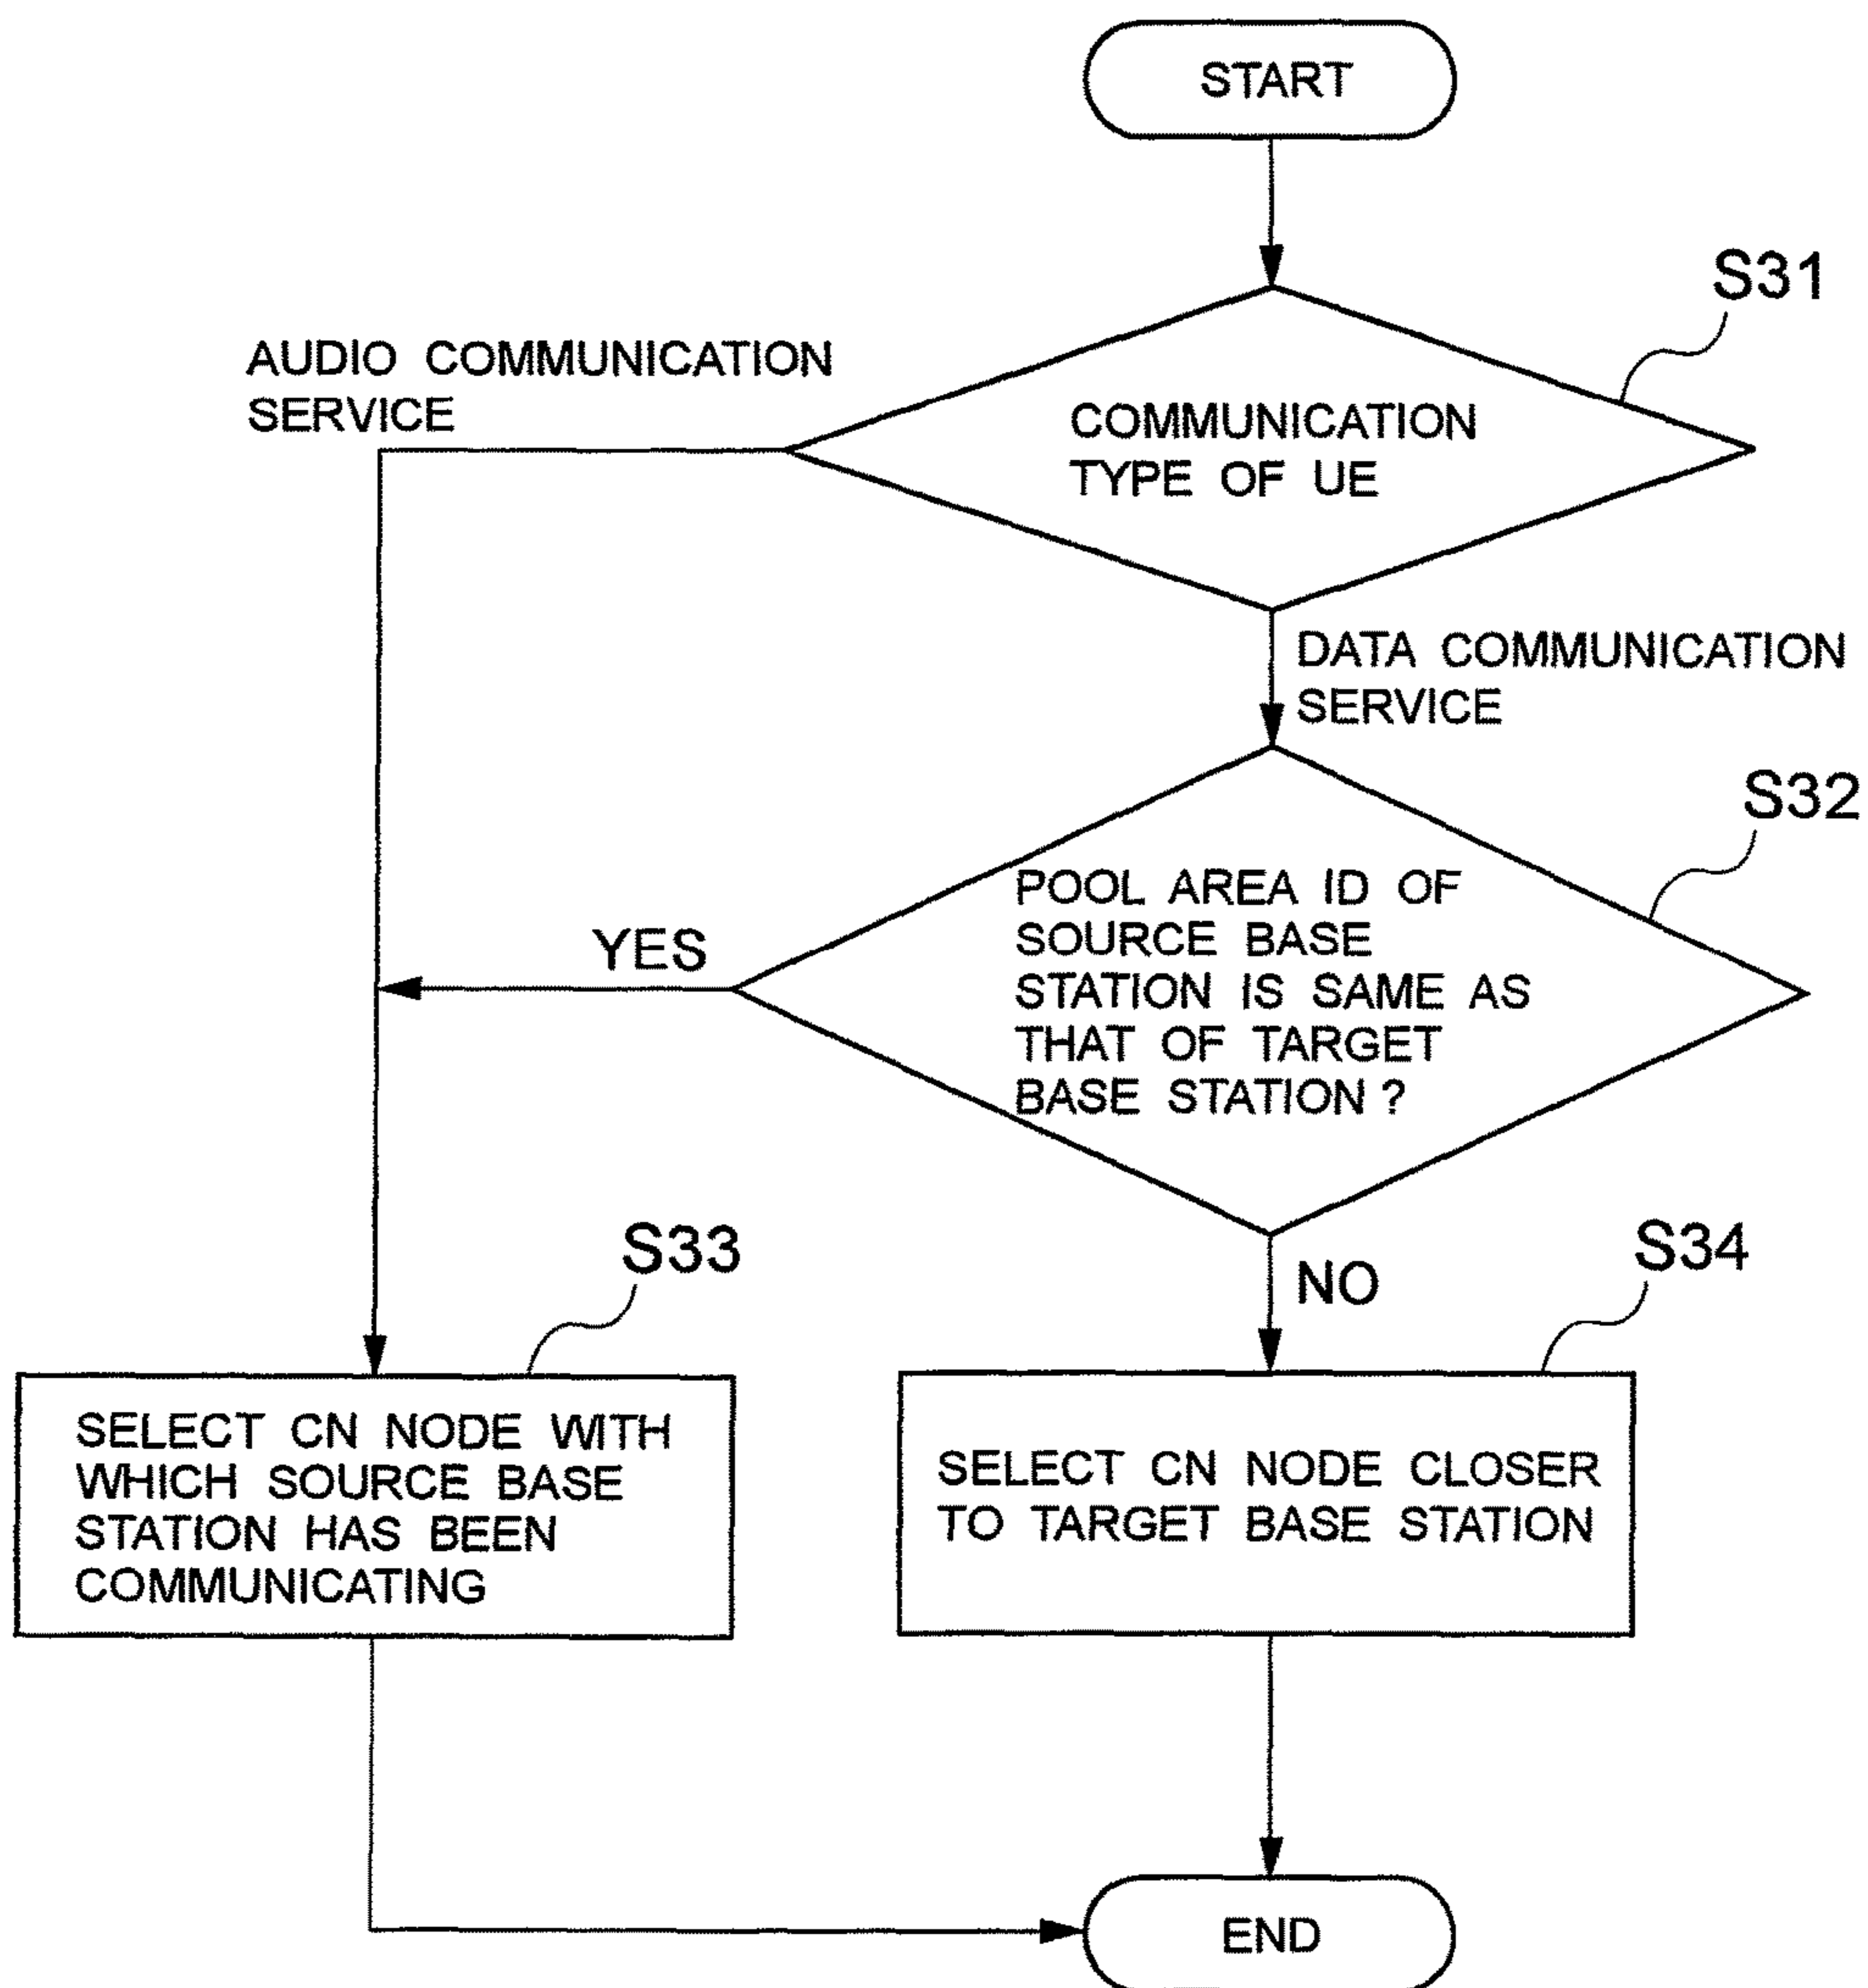 START
S31
AUDIO COMMUNICATION
SERVICE
COMMUNICATION
TYPE OF UE
DATA COMMUNICATION
SERVICE
S32
POOL AREA ID OF
SOURCE BASE
STATION IS SAME AS
THAT OF TARGET
BASE STATION ?
YES
NO
S33
SELECT CN NODE WITH
WHICH SOURCE BASE
STATION HAS BEEN
COMMUNICATING
S34
SELECT CN NODE CLOSER
TO TARGET BASE STATION
END